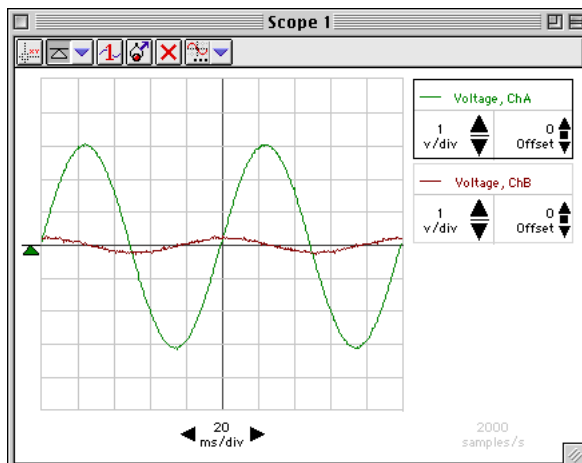 Scope 1
Voltage, ChA
1
v/div
0
Offset
Voltage, ChB
1
v/div
0
Offset
20
ms/div
2000
samples/s